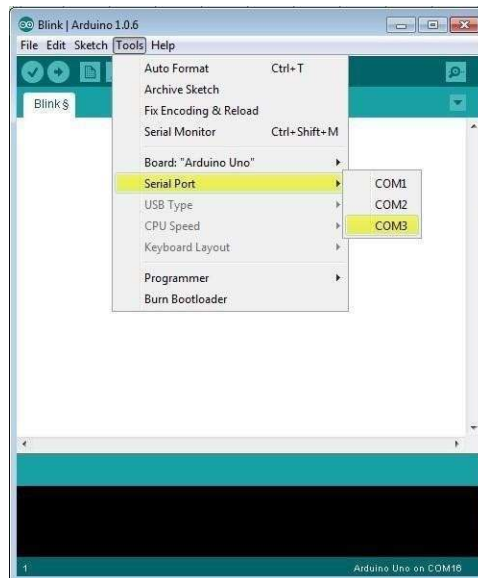 Blink | Arduino 1.0.6
File Edit Sketch Tools Help
Auto Format Ctrl+T
Archive Sketch
Fix Encoding & Reload
Serial Monitor Ctrl+Shift+M
Blink §
Board: "Arduino Uno"
Serial Port
COM1
USB Type
COM2
CPU Speed
COM3
Keyboard Layout
Programmer
Burn Bootloader
1 Arduino Uno on COM16